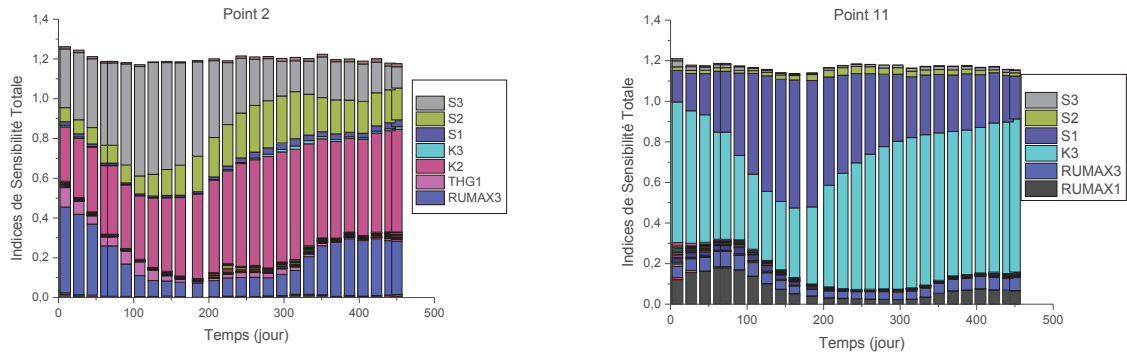 Point 2
1,4
1,2
1,0
0,8
0,6
0,4
0,2
0,0
0
100
200
300
400
500
Indices de Sensibilité Totale
Temps (jour)
S3
S2
S1
K3
K2
THG1
RUMAX3
Point 11
1,4
1,2
1,0
0,8
0,6
0,4
0,2
0,0
0
100
200
300
400
500
Indices de Sensibilité Totale
Temps (jour)
S3
S2
S1
K3
RUMAX3
RUMAX1